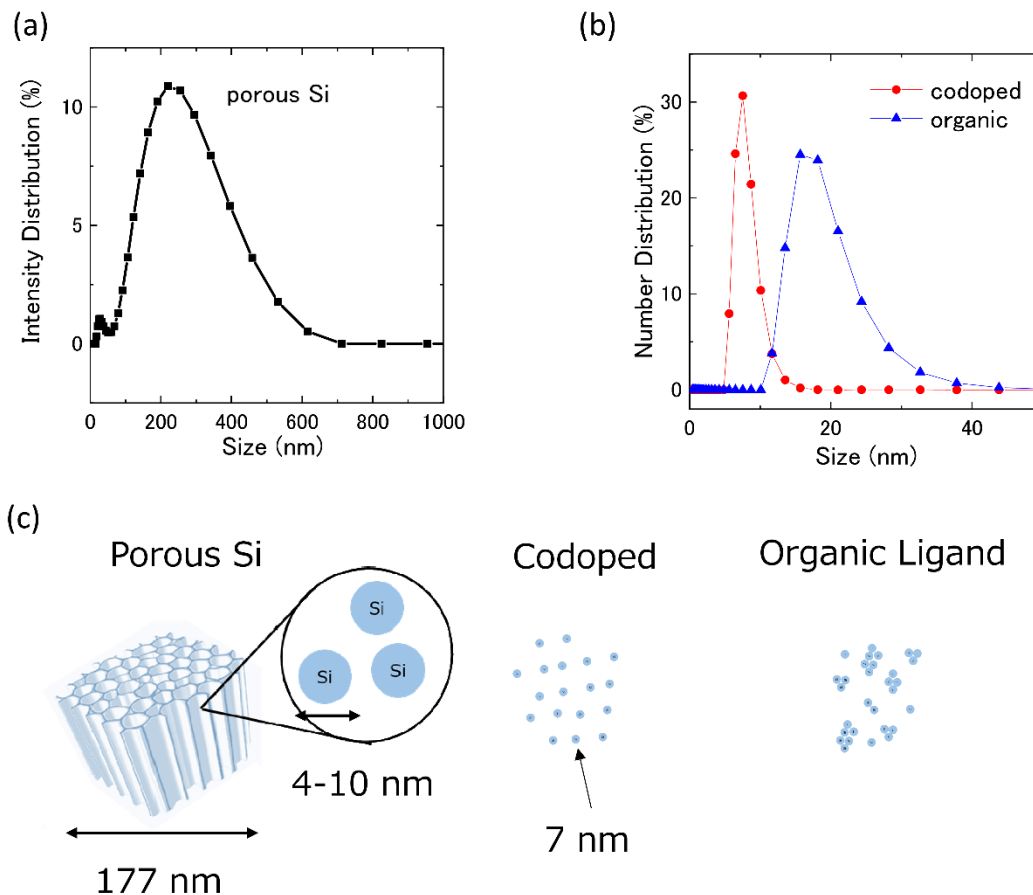 (a)
Intensity Distribution (%)
10
5
0
porous Si
0 200 400 600 800 1000
Size (nm)
(b)
Number Distribution (%)
30
20
10
0
codoped
organic
0 20 40
Size (nm)
(c)
Porous Si
Si
Si
Si
4-10 nm
177 nm
Codoped
7 nm
Organic Ligand